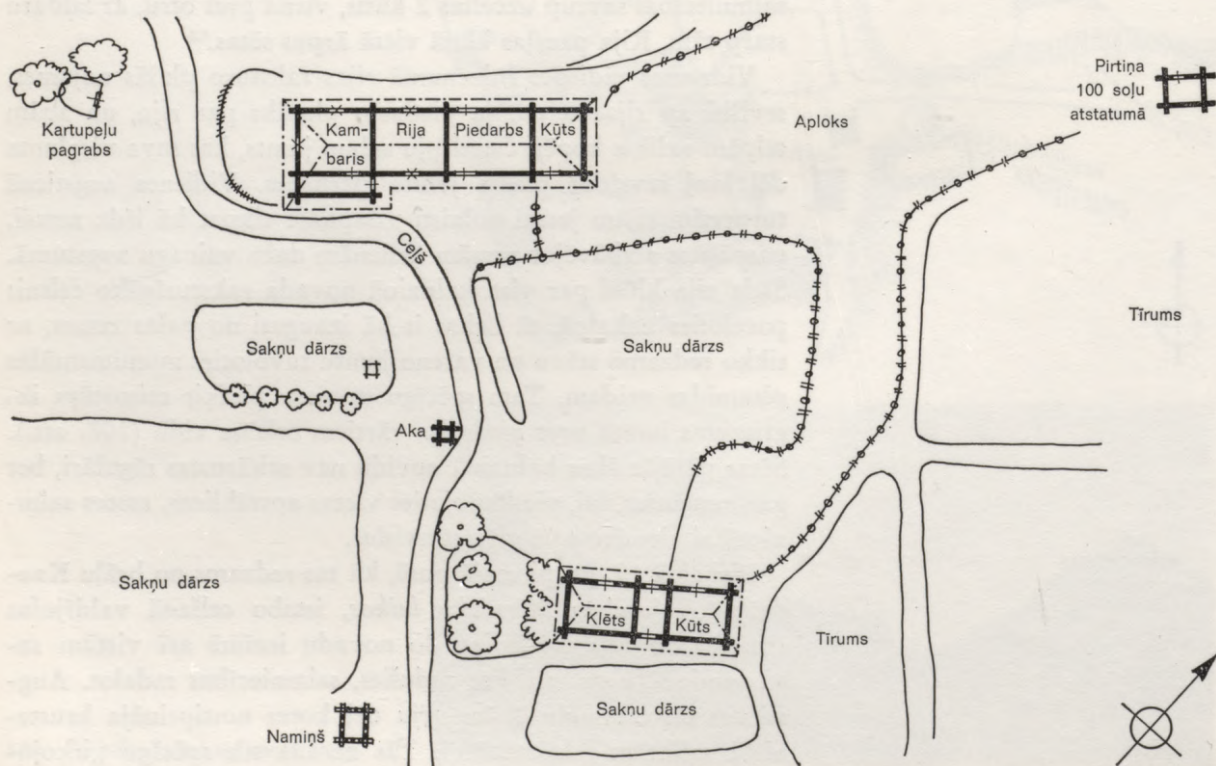 Kartupeļu
pagrabs
Kam-
baris
Rija
Piedarbs
Kūts
Aploks
Pirtiņa
100 soļu
atstatumā
Ceļš
Sakņu dārzs
Sakņu dārzs
Tīrums
Aka
Sakņu dārzs
Klēts
Kūts
Tīrums
Sakņu dārzs
Namiņš